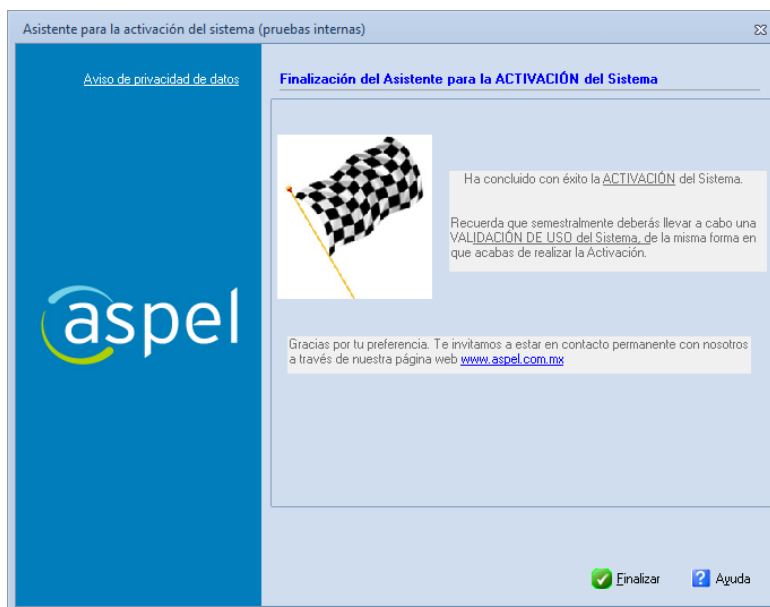 Asistente para la activación del sistema (pruebas internas)
Aviso de privacidad de datos
Finalización del Asistente para la ACTIVACIÓN del Sistema
Ha concluido con éxito la ACTIVACIÓN del Sistema.
Recuerda que semestralmente deberás llevar a cabo una
VALIDACIÓN DE USO del Sistema, de la misma forma en
que acabas de realizar la Activación.
aspel
Gracias por tu preferencia. Te invitamos a estar en contacto permanente con nosotros
a través de nuestra página web www.aspel.com.mx
Finalizar
Ayuda